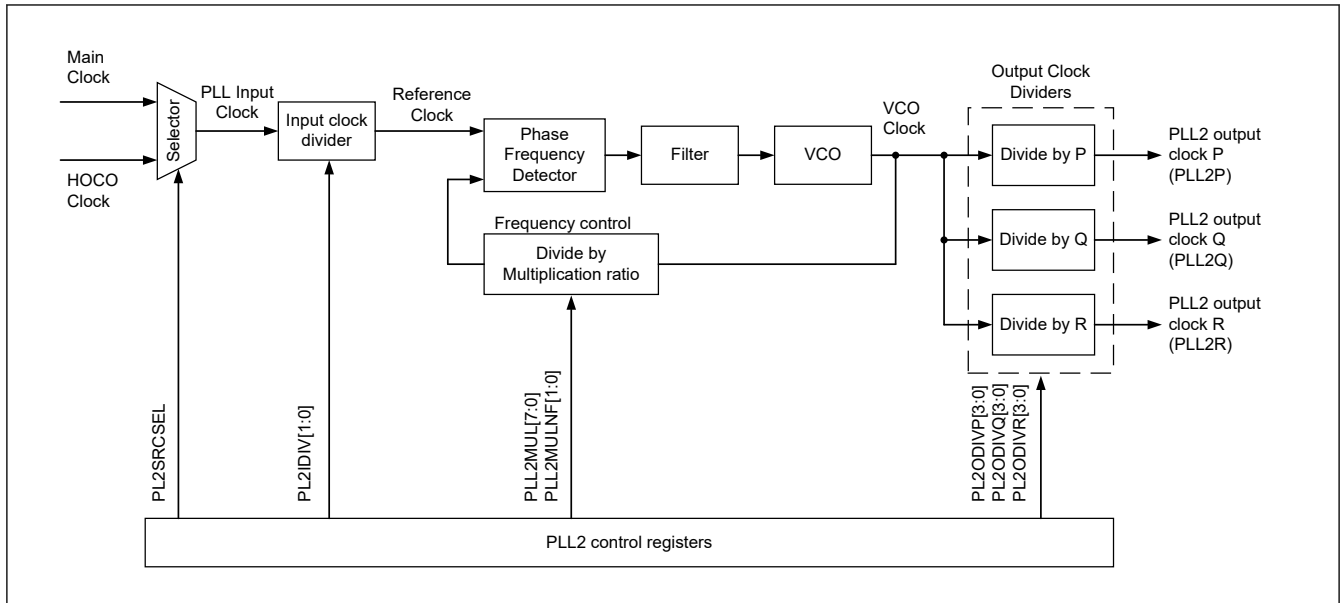 Main
Clock
HOCO
Clock
Selector
PLL Input
Clock
Input clock
divider
Reference
Clock
Phase
Frequency
Detector
Filter
VCO
VCO
Clock
Frequency control
Divide by
Multiplication ratio
Output Clock
Dividers
Divide by P
Divide by Q
Divide by R
PLL2 output
clock P
(PLL2P)
PLL2 output
clock Q
(PLL2Q)
PLL2 output
clock R
(PLL2R)
PL2SRCSEL
PL2IDIV[1:0]
PLL2MUL[7:0]
PLL2MULNF[1:0]
PL2ODIVP[3:0]
PL2ODIVQ[3:0]
PL2ODIVR[3:0]
PLL2 control registers